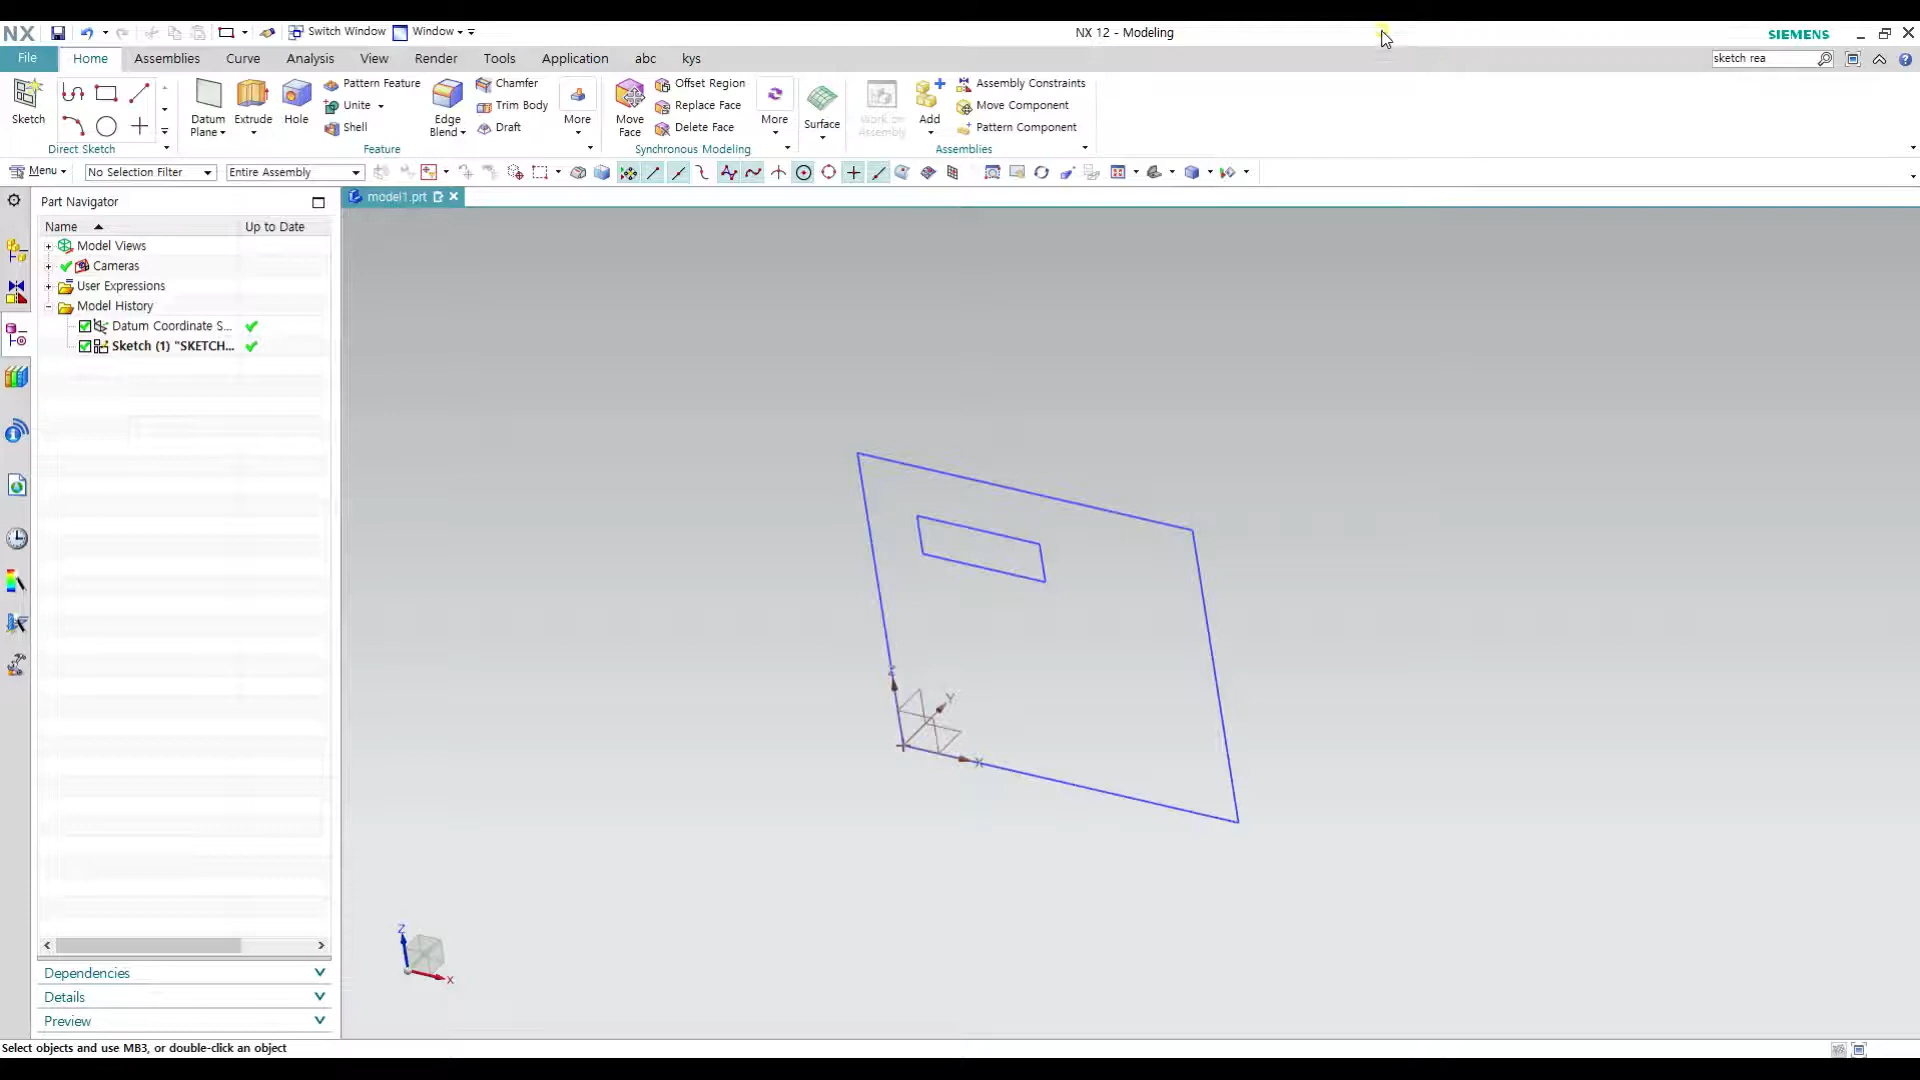 NX Switch Window Window NX 12 - Modeling SIEMENS
File Home Assemblies Curve Analysis View Render Tools Application abc kys sketch rea
Sketch Datum Plane Extrude Hole Pattern Feature Unite Shell Edge Blend Chamfer Trim Body Draft More Move Face Offset Region Replace Face Delete Face More Surface Work on Assembly Add Assembly Constraints Move Component Pattern Component
Direct Sketch Feature Synchronous Modeling Assemblies
Menu No Selection Filter Entire Assembly
Part Navigator model1.prt
Name Up to Date
Model Views
Cameras
User Expressions
Model History
Datum Coordinate S...
Sketch (1) "SKETCH...
Y
X
Z
X
Dependencies
Details
Preview
Select objects and use MB3, or double-click an object